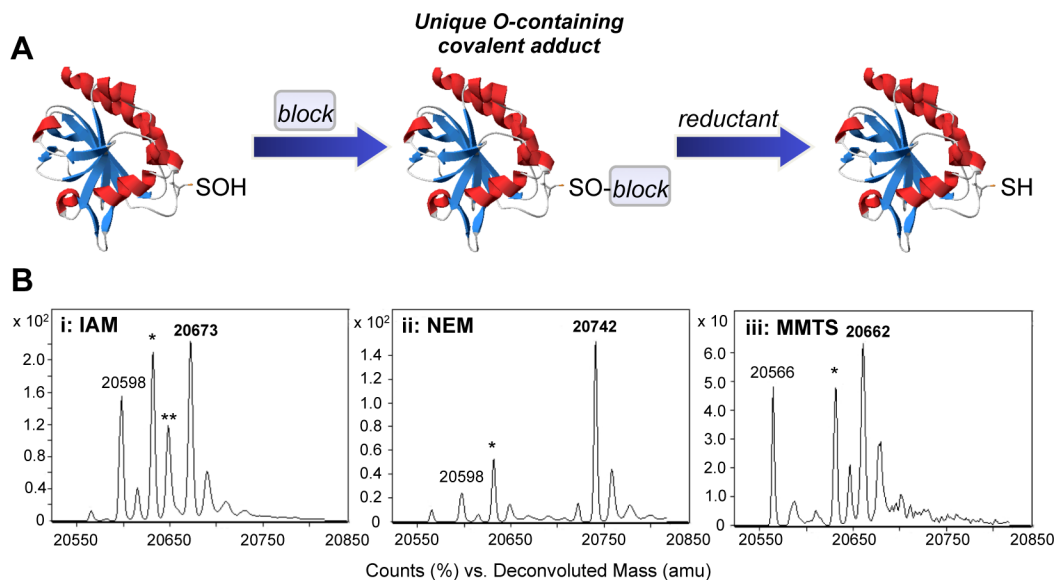 Unique O-containing
covalent adduct
A
block
reductant
SOH
SO-block
SH
B
i: IAM
x 10²
2.0
1.6
1.2
0.8
0.4
0
20598
*
**
20673
20550 20650 20750 20850
ii: NEM
x 10²
1.4
1.2
1.0
0.8
0.6
0.4
0.2
0
20598
*
20742
20550 20650 20750 20850
iii: MMTS
x 10
6.0
5.0
4.0
3.0
2.0
1.0
0
20566
*
20662
20550 20650 20750 20850
Counts (%) vs. Deconvoluted Mass (amu)